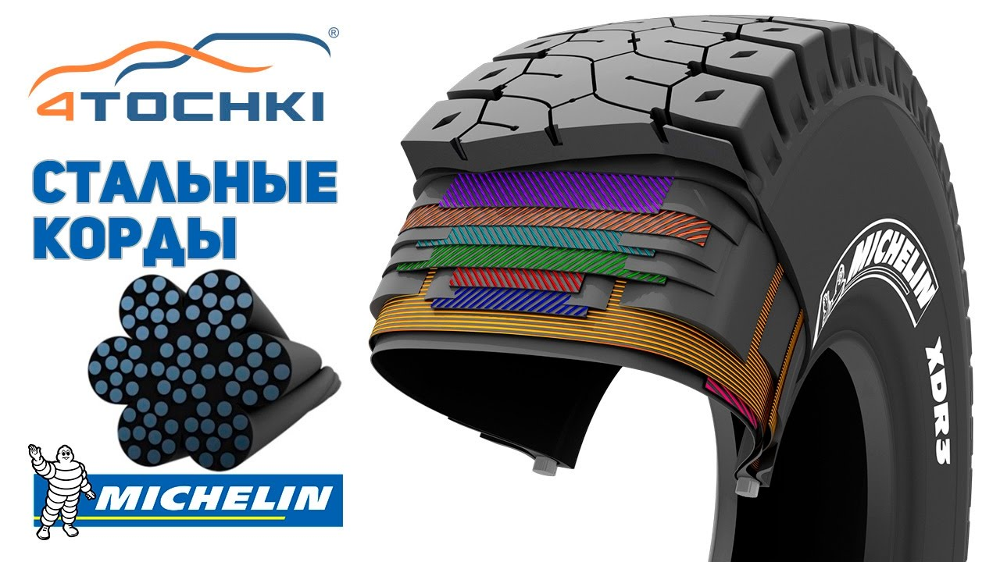 4TOCHKI®
СТАЛЬНЫЕ
КОРДЫ
MICHELIN
MICHELIN
XDR3